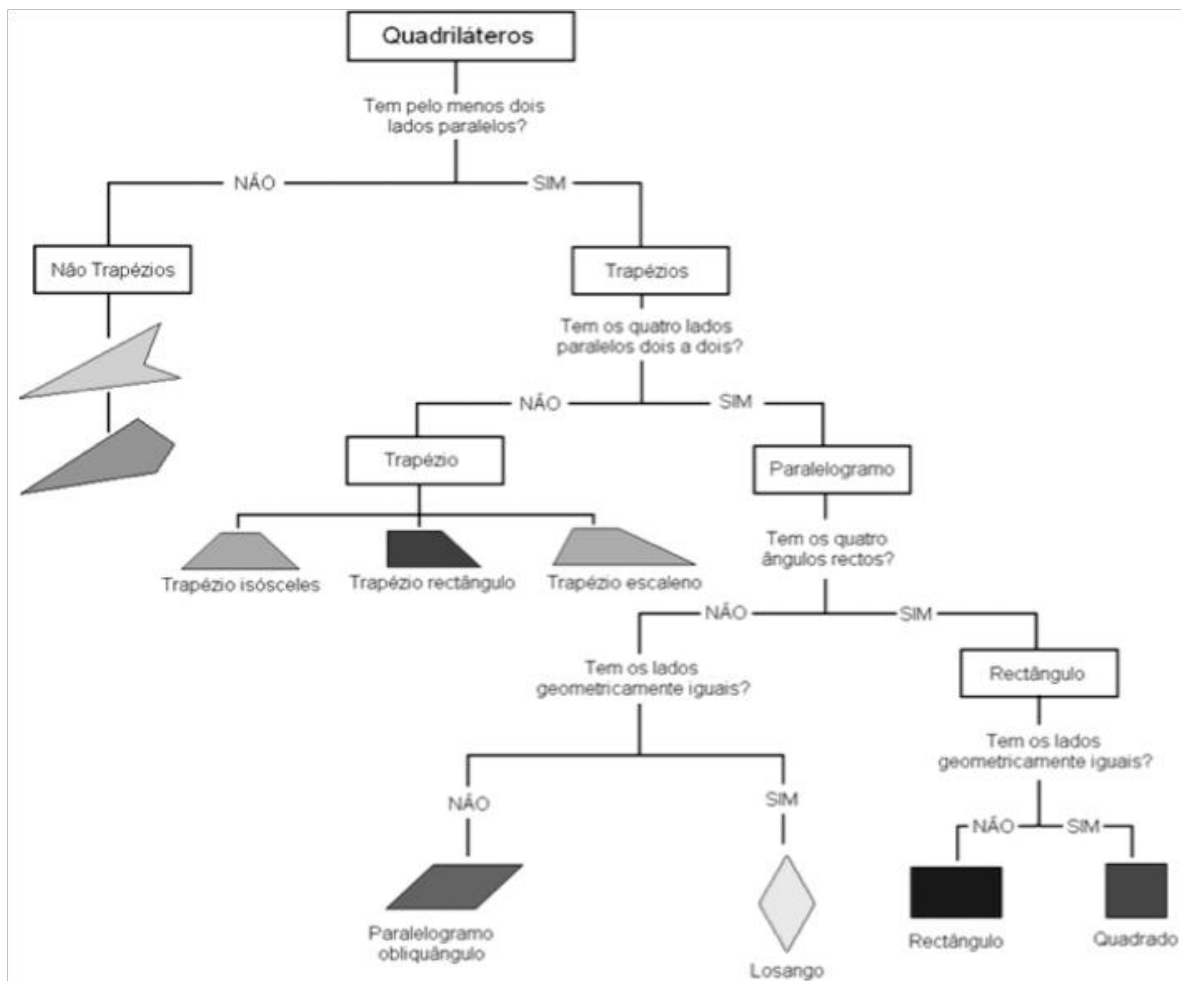 Quadriláteros
Tem pelo menos dois
lados paralelos?
NÃO
SIM
Não Trapézios
Trapézios
Tem os quatro lados
paralelos dois a dois?
NÃO
SIM
Trapézio
Paralelogramo
Trapézio isósceles
Trapézio rectângulo
Trapézio escaleno
Tem os quatro
ângulos rectos?
NÃO
SIM
Tem os lados
geometricamente iguais?
Rectângulo
Tem os lados
geometricamente iguais?
NÃO
SIM
NÃO
SIM
Paralelogramo
obliquângulo
Losango
Rectângulo
Quadrado